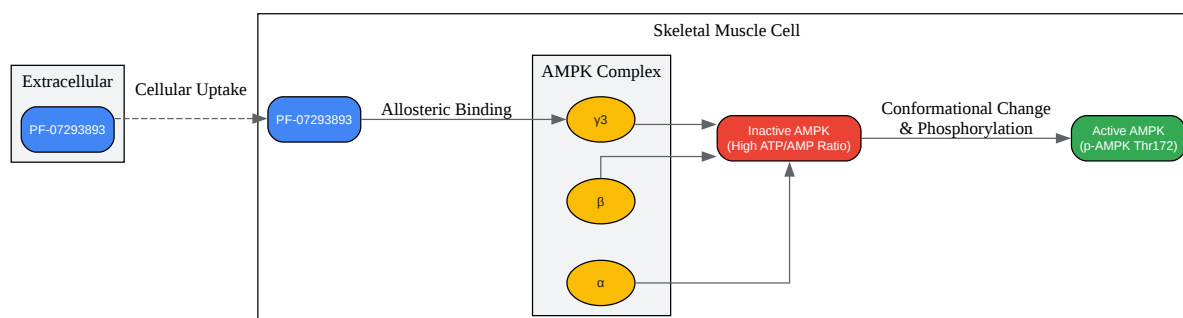 Skeletal Muscle Cell
Extracellular
PF-07293893
Cellular Uptake
PF-07293893
Allosteric Binding
AMPK Complex
γ3
β
α
Inactive AMPK
(High ATP/AMP Ratio)
Conformational Change
& Phosphorylation
Active AMPK
(p-AMPK Thr172)